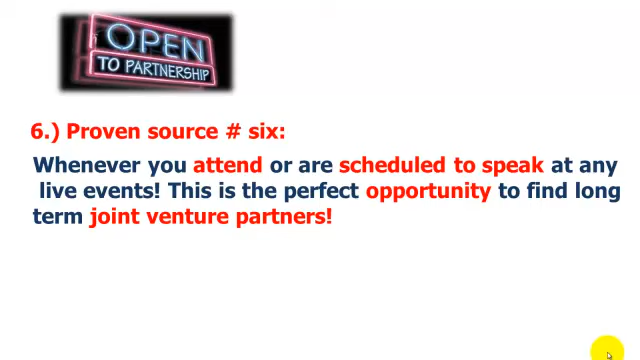 OPEN
TO PARTNERSHIP
6.) Proven source # six:
Whenever you attend or are scheduled to speak at any
live events! This is the perfect opportunity to find long
term joint venture partners!